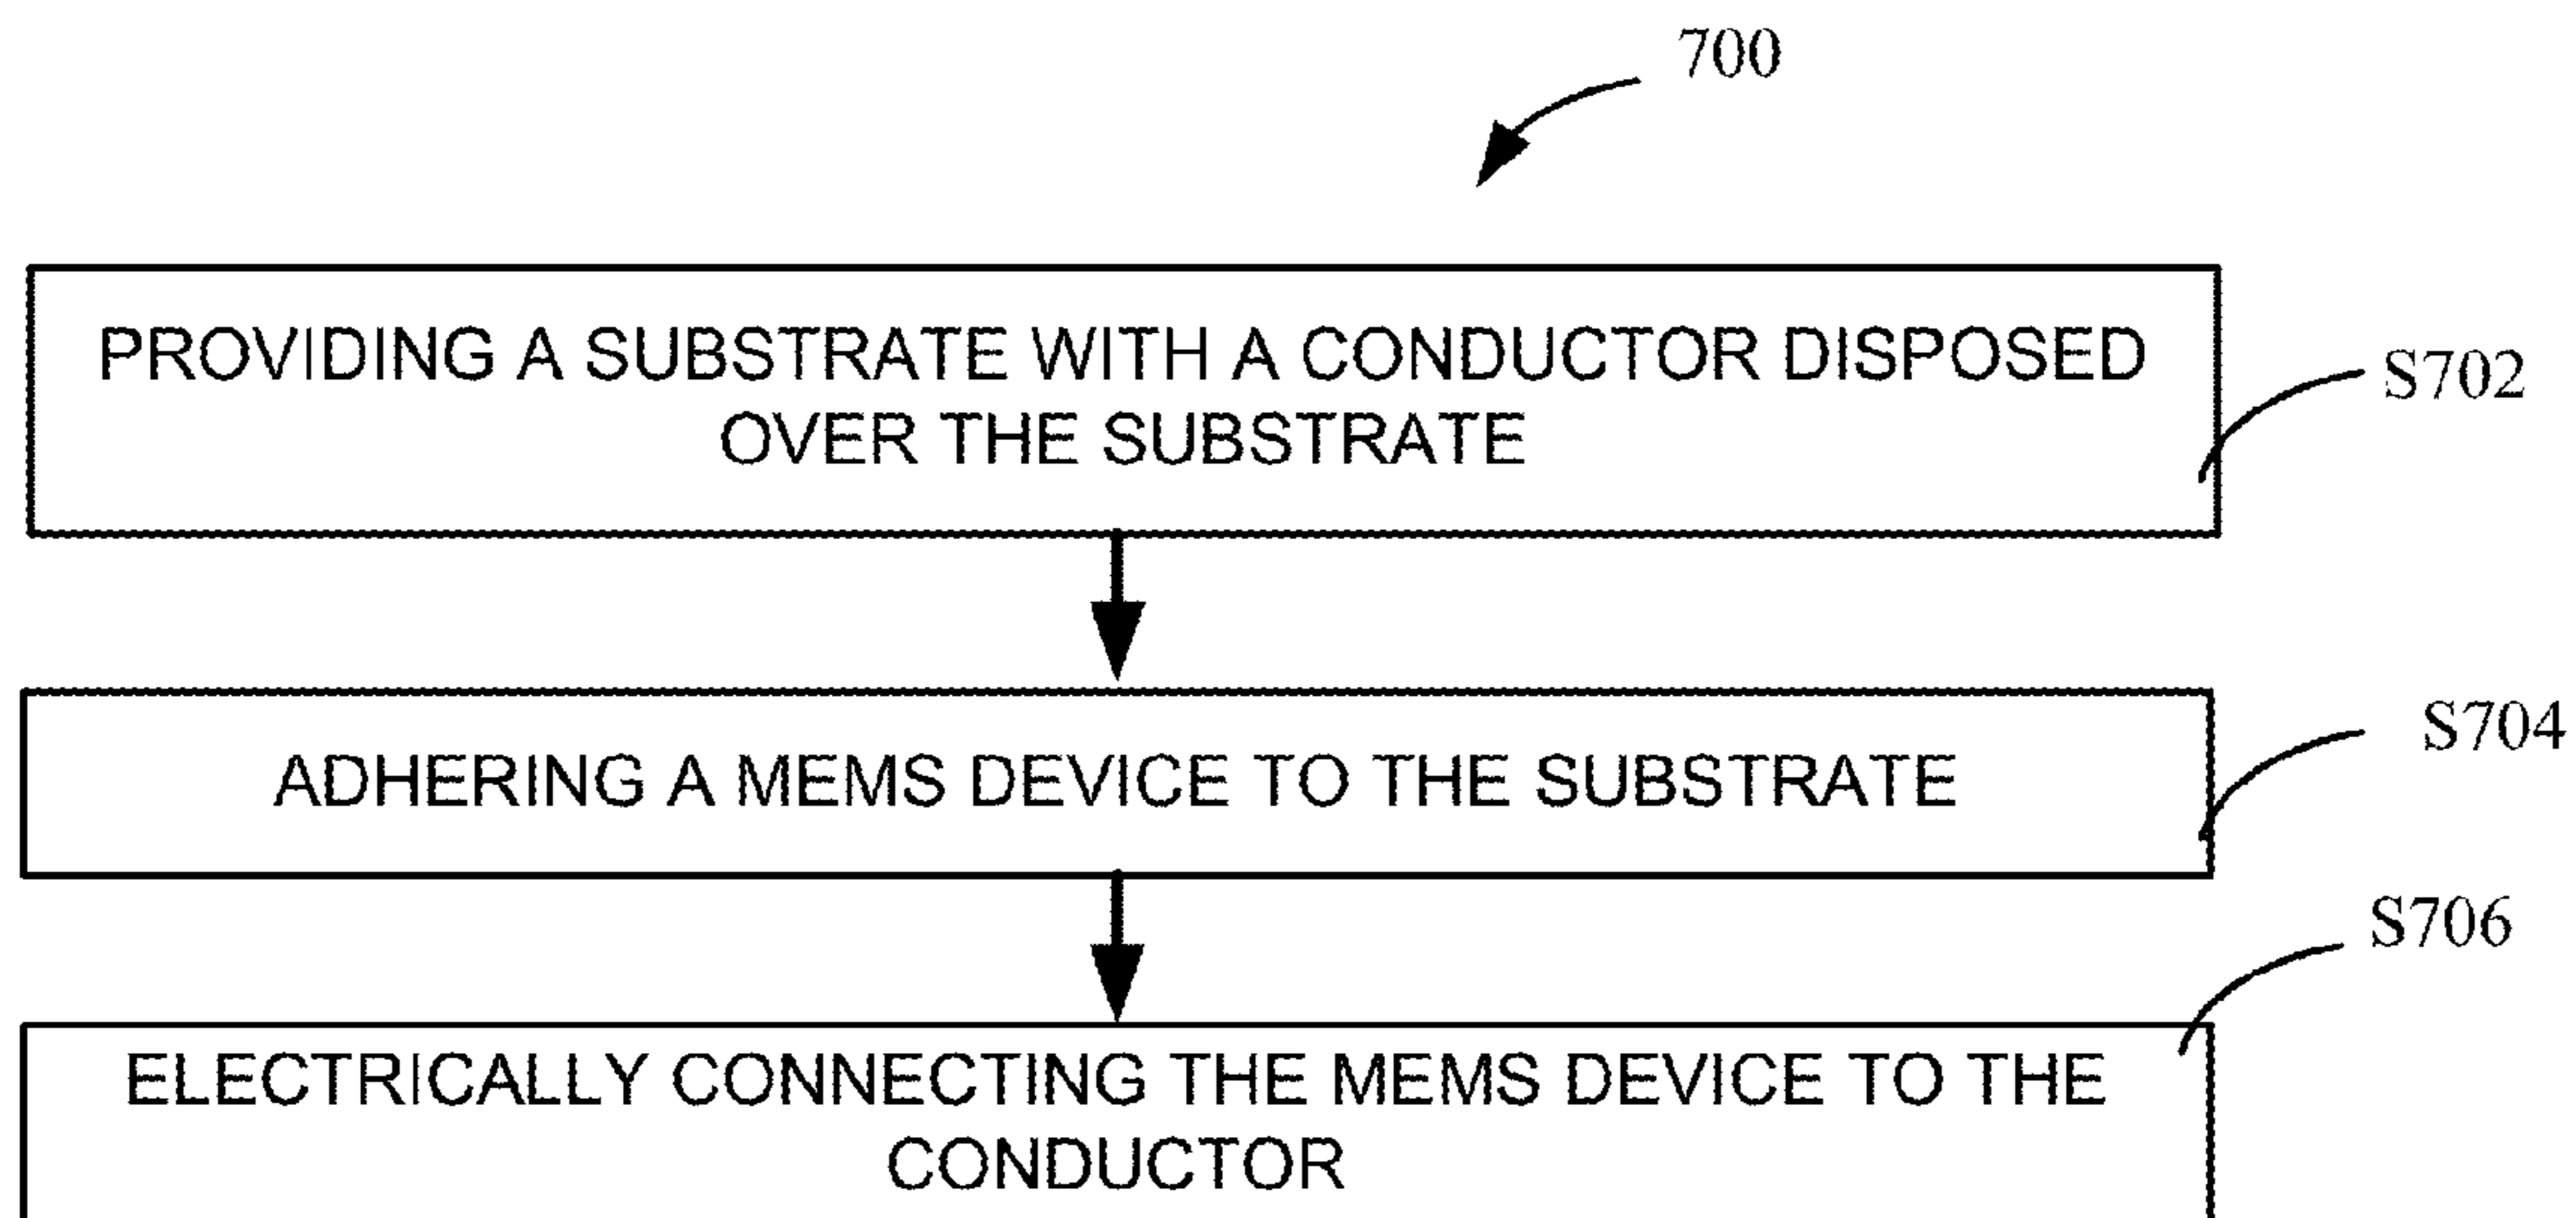 700
PROVIDING A SUBSTRATE WITH A CONDUCTOR DISPOSED
OVER THE SUBSTRATE
S702
ADHERING A MEMS DEVICE TO THE SUBSTRATE
S704
ELECTRICALLY CONNECTING THE MEMS DEVICE TO THE
CONDUCTOR
S706